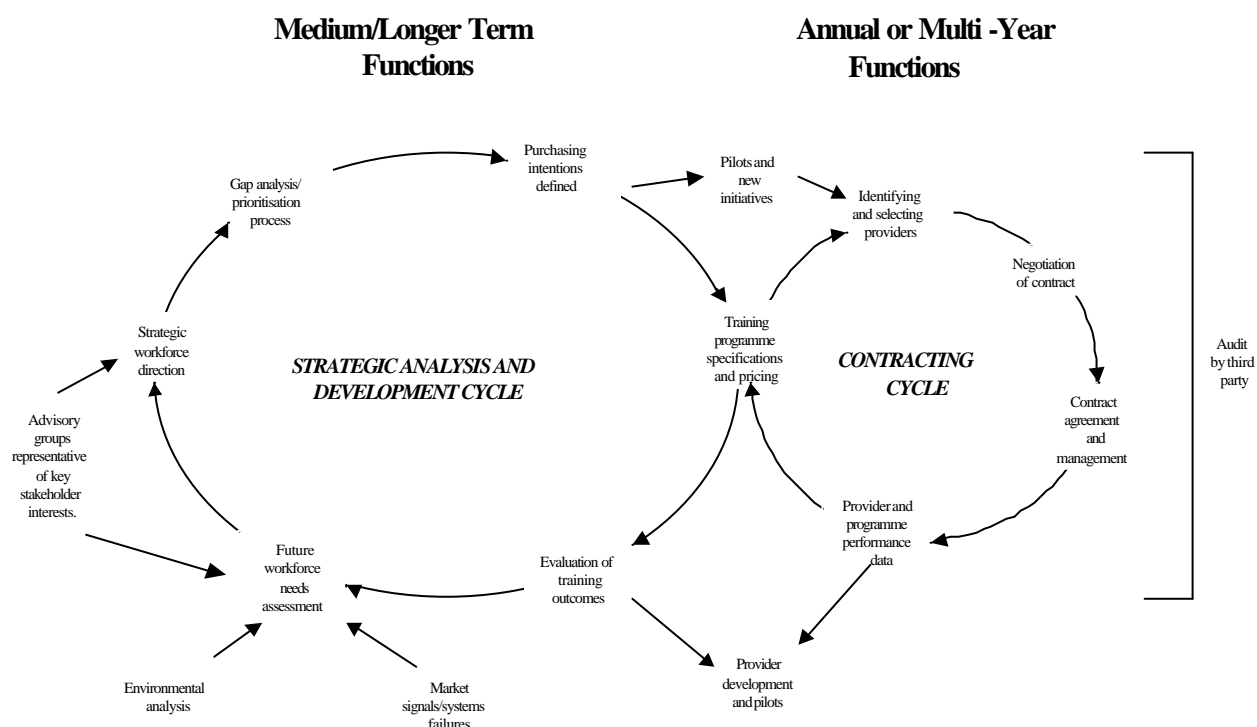 Medium/Longer Term
Functions
Annual or Multi -Year
Functions
Purchasing
intentions
defined
Pilots and
new
initiatives
Gap analysis/
prioritisation
process
Identifying
and selecting
providers
Negotiation
of contract
Strategic
workforce
direction
STRATEGIC ANALYSIS AND
DEVELOPMENT CYCLE
Training
programme
specifications
and pricing
CONTRACTING
CYCLE
Audit
by third
party
Advisory
groups
representative
of key
stakeholder
interests.
Contract
agreement and
management
Provider and
programme
performance
data
Future
workforce
needs
assessment
Evaluation of
training
outcomes
Environmental
analysis
Market
signals/systems
failures
Provider
development
and pilots